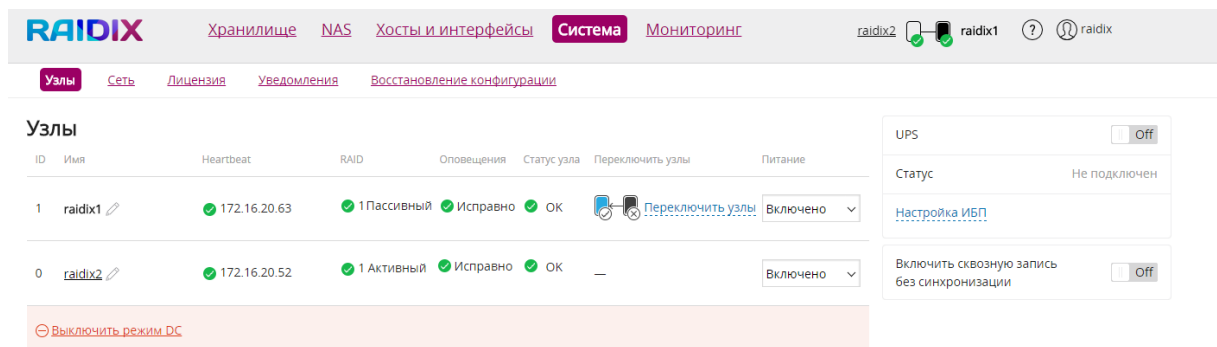 RAIDIX Хранилище NAS Хосты и интерфейсы Система Мониторинг raidix2 raidix1 ? raidix
Узлы Сеть Лицензия Уведомления Восстановление конфигурации
Узлы
ID Имя Heartbeat RAID Оповещения Статус узла Переключить узлы Питание
1 raidix1 172.16.20.63 1Пассивный Исправно OK Переключить узлы Включено
0 raidix2 172.16.20.52 1 Активный Исправно OK — Включено
Выключить режим DC
UPS Off
Статус Не подключен
Настройка ИБП
Включить сквозную запись
без синхронизации Off